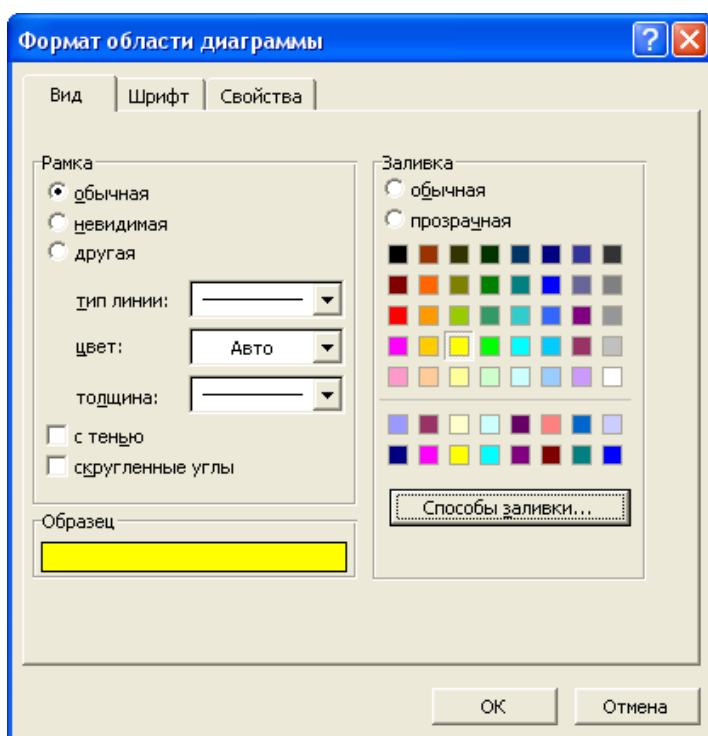 Формат области диаграммы
Вид Шрифт Свойства
Рамка
обычная
невидимая
другая
тип линии:
цвет: Авто
толщина:
с тенью
скругленные углы
Образец
Заливка
обычная
прозрачная
Способы заливки...
ОК Отмена